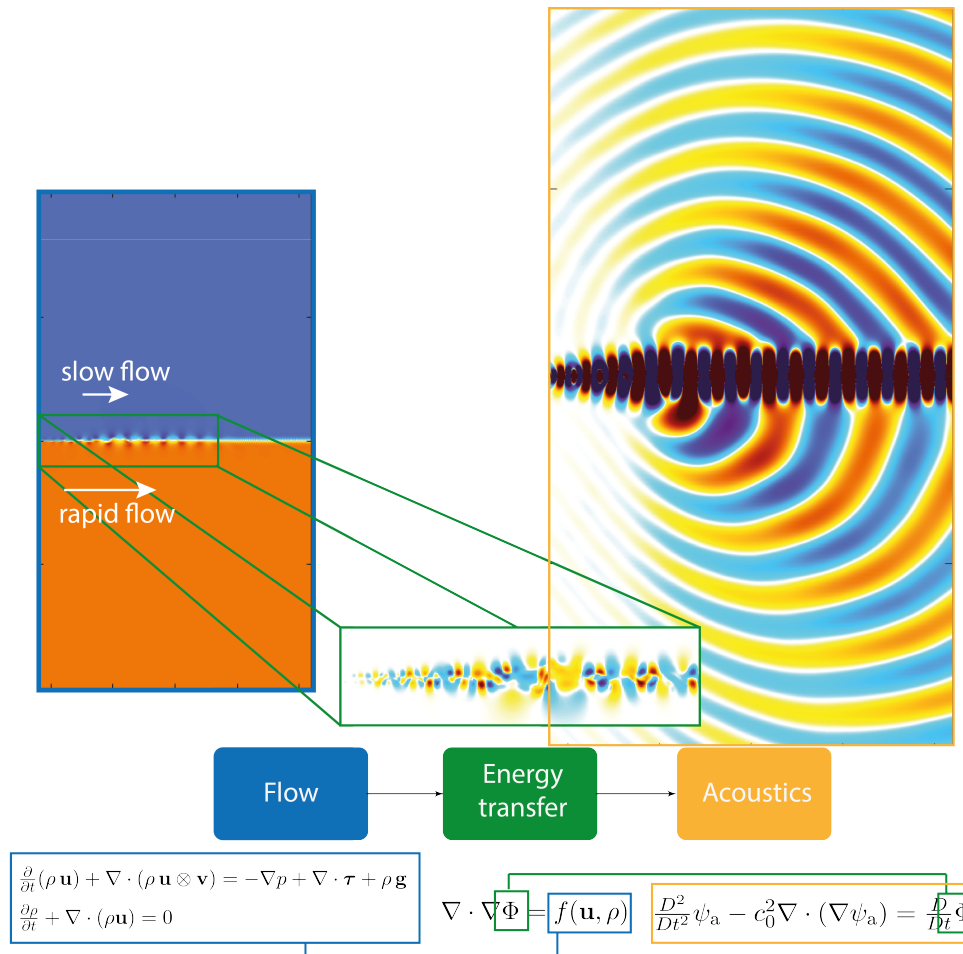 slow flow
rapid flow
Flow
Energy
transfer
Acoustics
∂/∂t(ρ u) + ∇ · (ρ u ⊗ v) = −∇p + ∇ · τ + ρ g
∂ρ/∂t + ∇ · (ρu) = 0
∇ · ∇Φ = f(u, ρ)
D²/Dt² ψₐ − c₀²∇ · (∇ψₐ) = D/Dt Φ